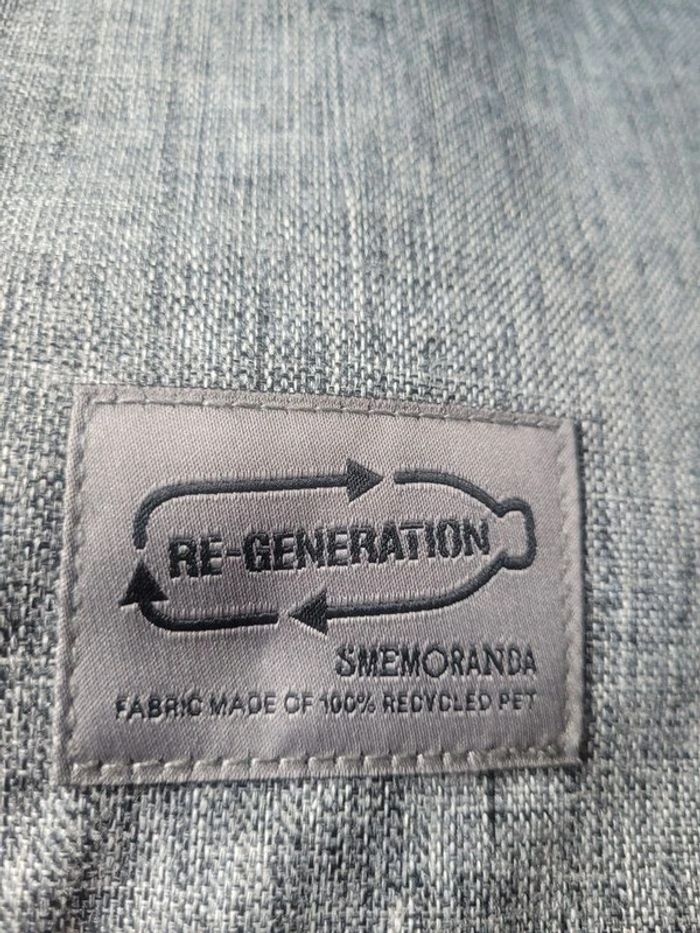 RE-GENERATION
SMEMORANDA
FABRIC MADE OF 100% RECYCLED PET